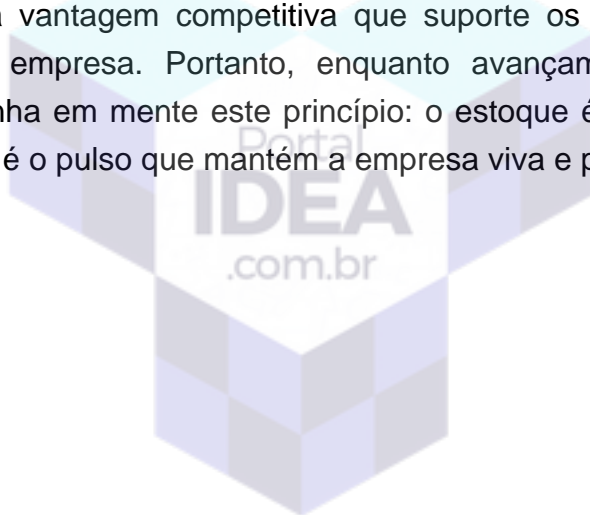 vantagem competitiva que suporte os
empresa. Portanto, enquanto avançam
nha em mente este princípio: o estoque é
é o pulso que mantém a empresa viva e p
Portal
IDEA
.com.br